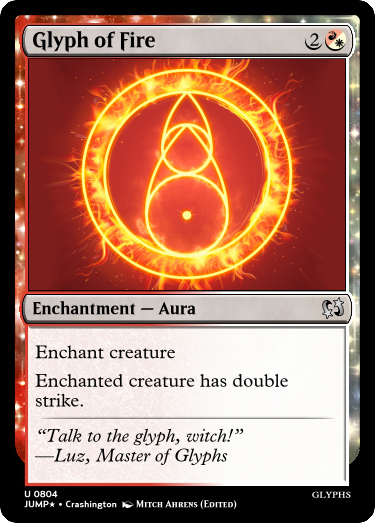 Glyph of Fire 2
Enchantment — Aura
Enchant creature
Enchanted creature has double
strike.
“Talk to the glyph, witch!”
—Luz, Master of Glyphs
U 0804
GLYPHS
JUMP★ • Crashington Mitch Ahrens (Edited)